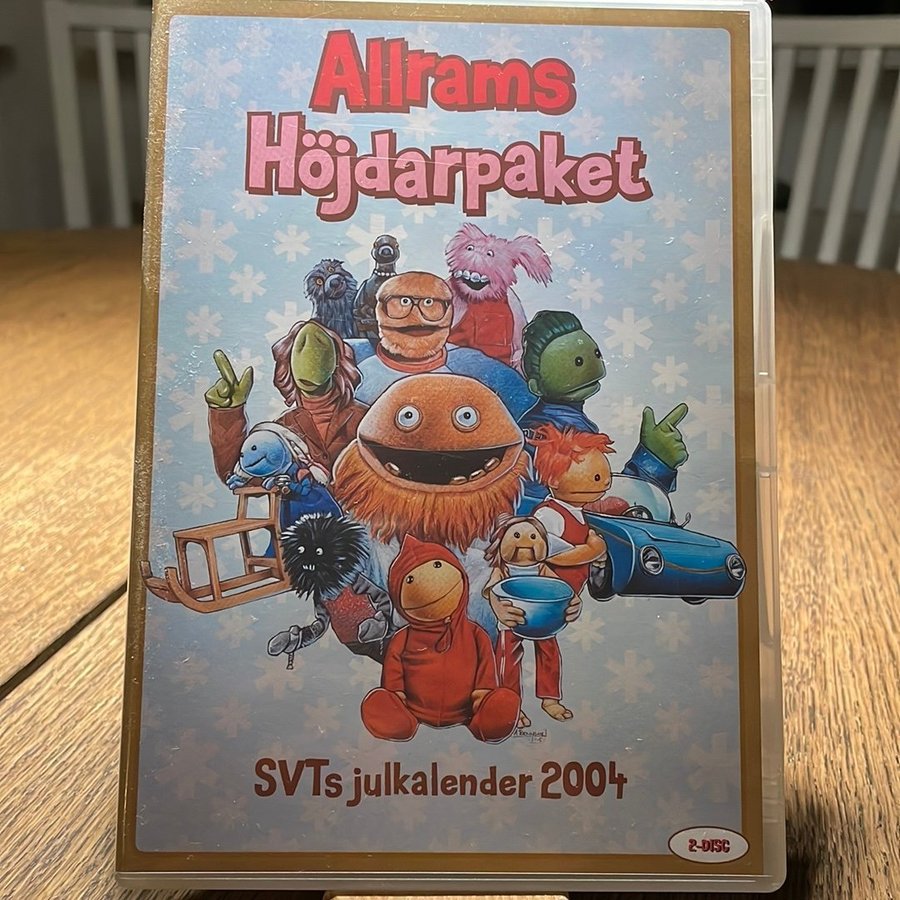 Allrams
Höjdarpaket
SVTs julkalender 2004
2-DISC